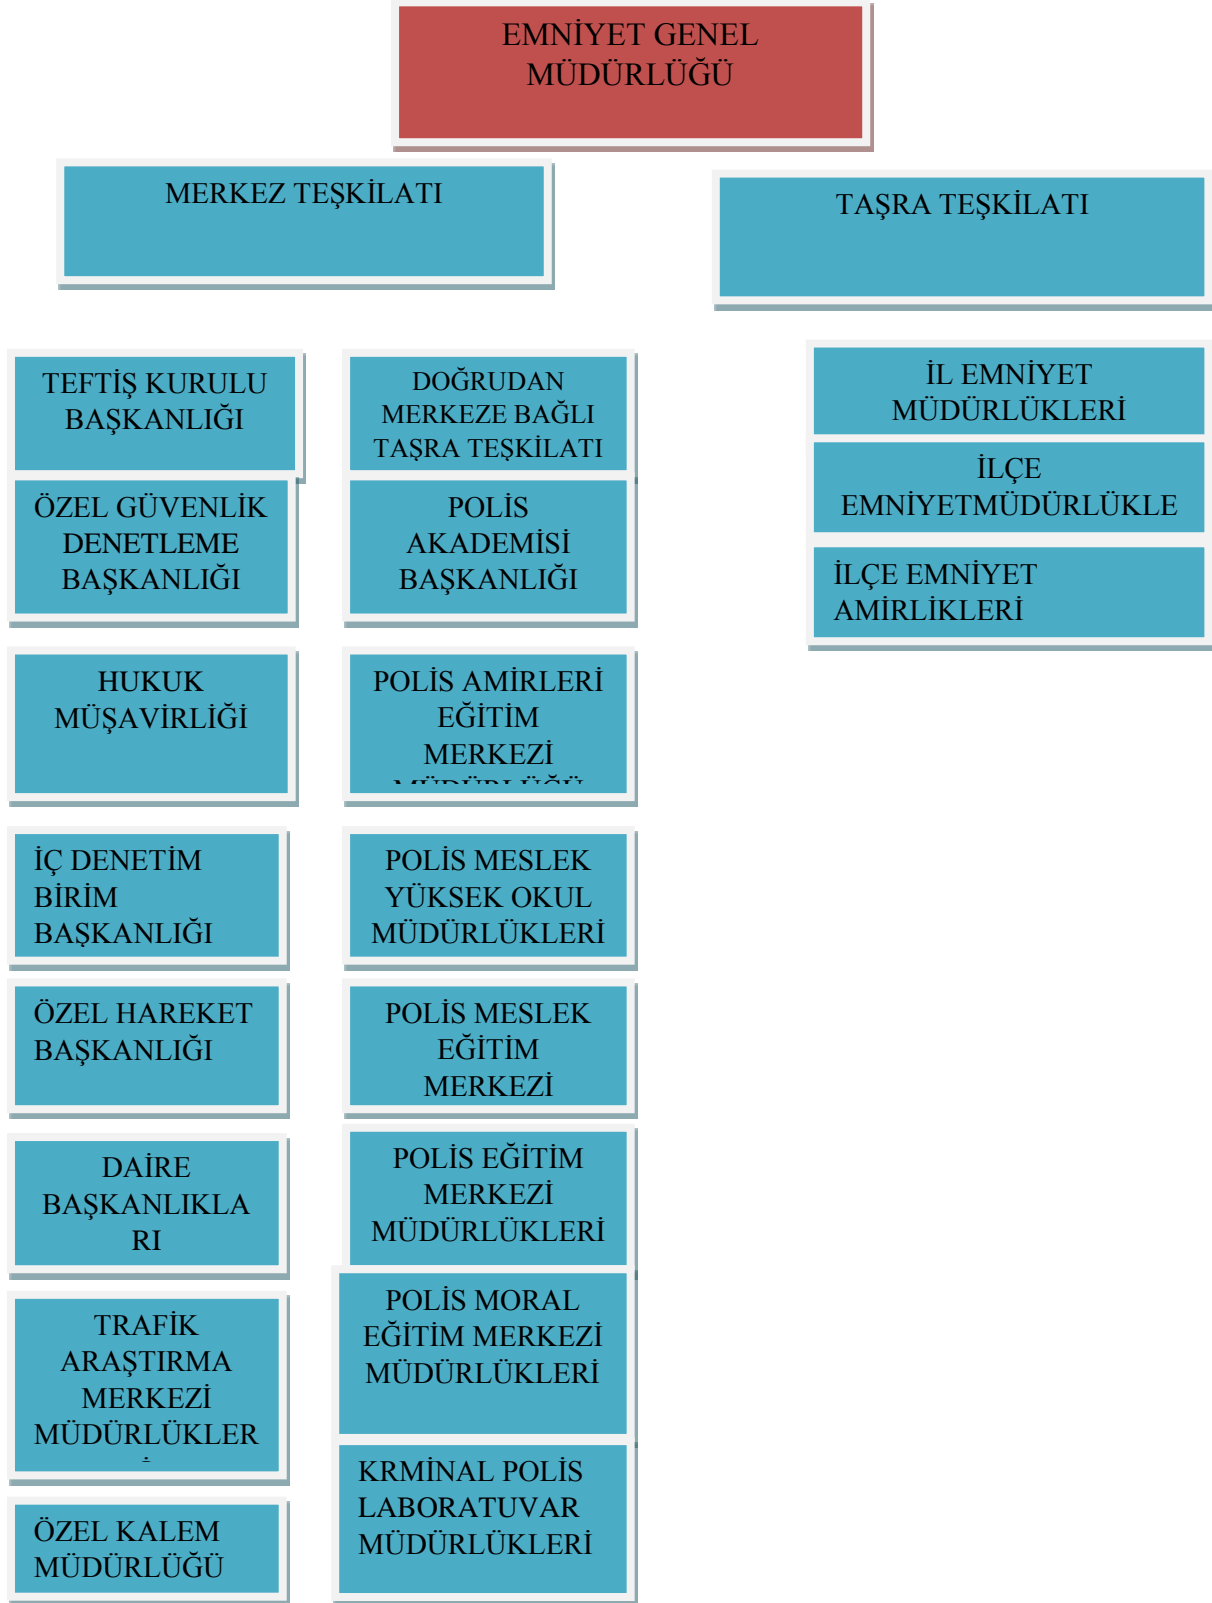 EMNİYET GENEL
MÜDÜRLÜĞÜ
MERKEZ TEŞKİLATI
TAŞRA TEŞKİLATI
TEFTİŞ KURULU
BAŞKANLIĞI
ÖZEL GÜVENLİK
DENETLEME
BAŞKANLIĞI
HUKUK
MÜŞAVİRLİĞİ
İÇ DENETİM
BİRİM
BAŞKANLIĞI
ÖZEL HAREKET
BAŞKANLIĞI
DAİRE
BAŞKANLIKLA
RI
TRAFİK
ARAŞTIRMA
MERKEZİ
MÜDÜRLÜKLER
ÖZEL KALEM
MÜDÜRLÜĞÜ
DOĞRUDAN
MERKEZE BAĞLI
TAŞRA TEŞKİLATI
POLİS
AKADEMİSİ
BAŞKANLIĞI
POLİS AMİRLERİ
EĞİTİM
MERKEZİ
MÜDÜRLÜĞÜ
POLİS MESLEK
YÜKSEK OKUL
MÜDÜRLÜKLERİ
POLİS MESLEK
EĞİTİM
MERKEZİ
POLİS EĞİTİM
MERKEZİ
MÜDÜRLÜKLERİ
POLİS MORAL
EĞİTİM MERKEZİ
MÜDÜRLÜKLERİ
KRMİNAL POLİS
LABORATUVAR
MÜDÜRLÜKLERİ
İL EMNİYET
MÜDÜRLÜKLERİ
İLÇE
EMNİYETMÜDÜRLÜKLE
İLÇE EMNİYET
AMİRLİKLERİ